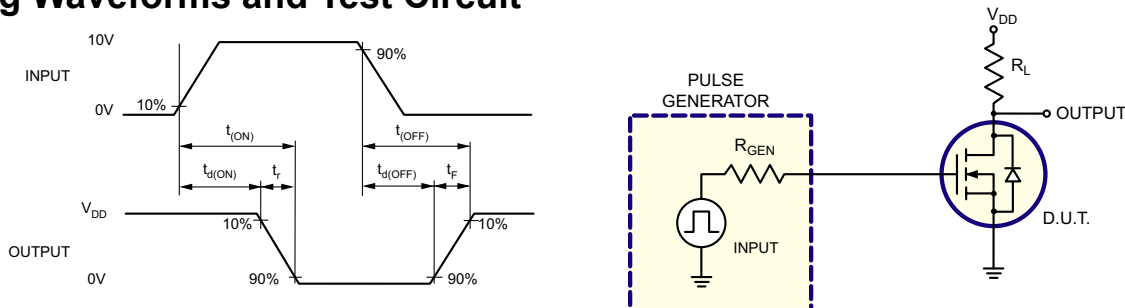 g Waveforms and Test Circuit
10V
INPUT
0V
10%
90%
t(ON)
t(OFF)
td(ON)
tr
td(OFF)
tF
VDD
10%
10%
OUTPUT
0V
90%
90%
VDD
RL
PULSE
GENERATOR
OUTPUT
RGEN
INPUT
D.U.T.